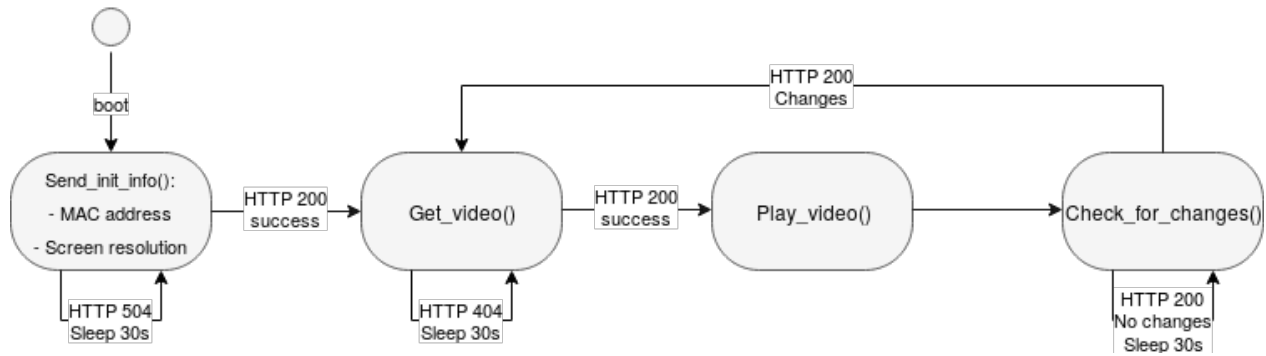 boot
HTTP 200
Changes
Send_init_info():
- MAC address
- Screen resolution
HTTP 200
success
Get_video()
HTTP 200
success
Play_video()
Check_for_changes()
HTTP 504
Sleep 30s
HTTP 404
Sleep 30s
HTTP 200
No changes
Sleep 30s